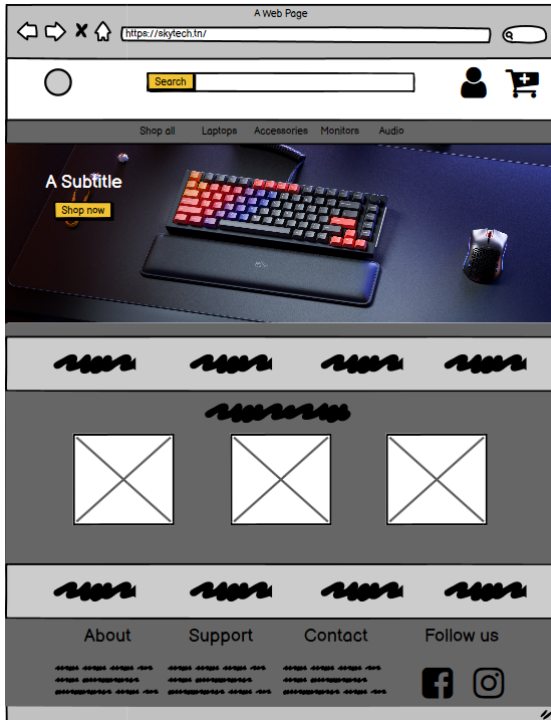 A Web Page
https://skytech.tn/
Search
Shop all Laptops Accessories Monitors Audio
A Subtitle
Shop now
About Support Contact Follow us